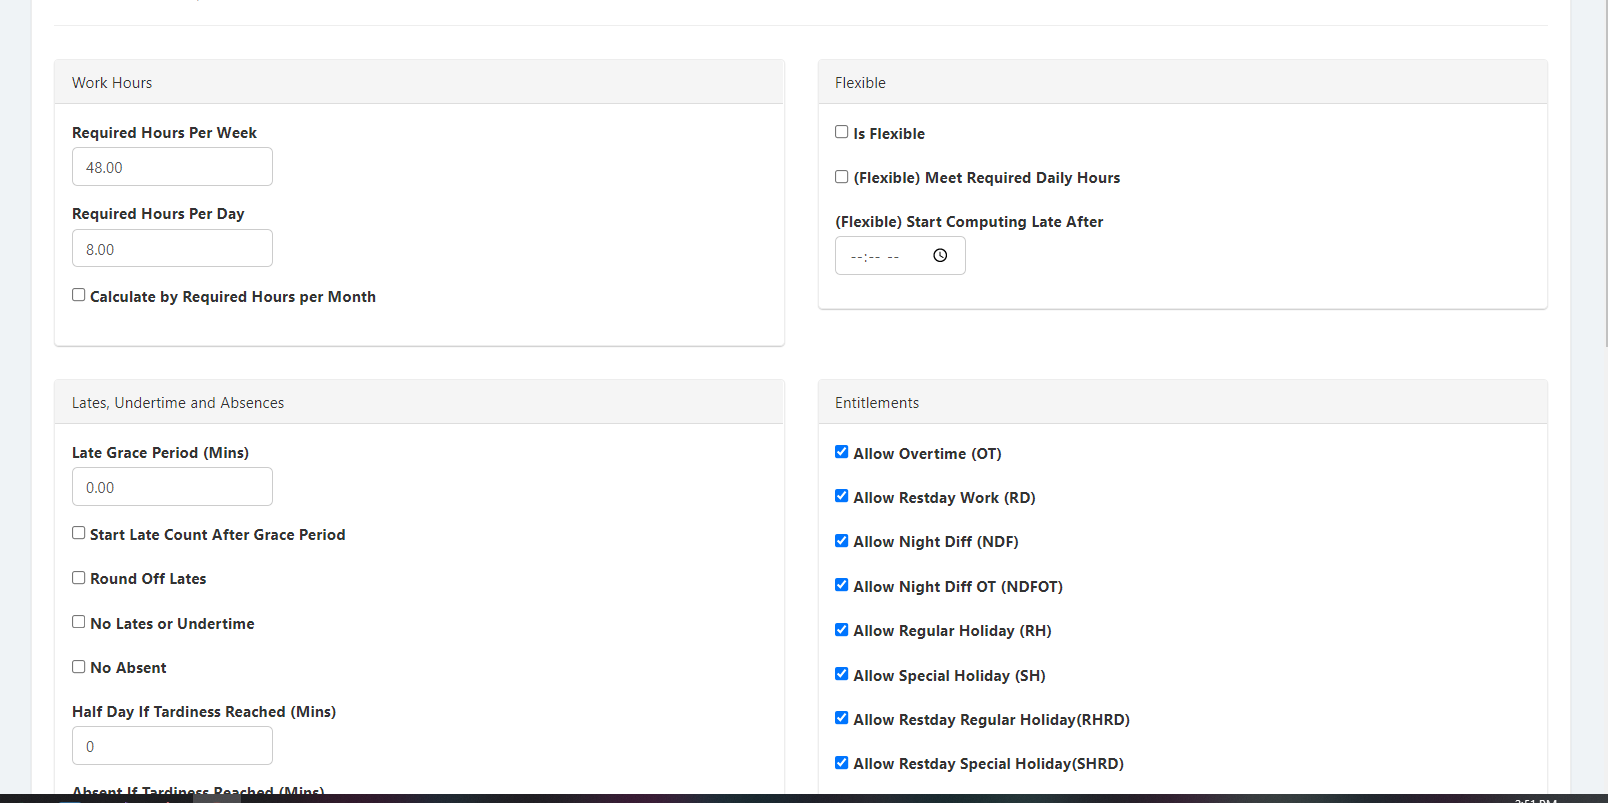 Work Hours
Required Hours Per Week
48.00
Required Hours Per Day
8.00
Calculate by Required Hours per Month
Flexible
Is Flexible
(Flexible) Meet Required Daily Hours
(Flexible) Start Computing Late After
--:-- --
Lates, Undertime and Absences
Late Grace Period (Mins)
0.00
Start Late Count After Grace Period
Round Off Lates
No Lates or Undertime
No Absent
Half Day If Tardiness Reached (Mins)
0
Absent If Tardiness Reached (Mins)
Entitlements
Allow Overtime (OT)
Allow Restday Work (RD)
Allow Night Diff (NDF)
Allow Night Diff OT (NDFOT)
Allow Regular Holiday (RH)
Allow Special Holiday (SH)
Allow Restday Regular Holiday(RHRD)
Allow Restday Special Holiday(SHRD)